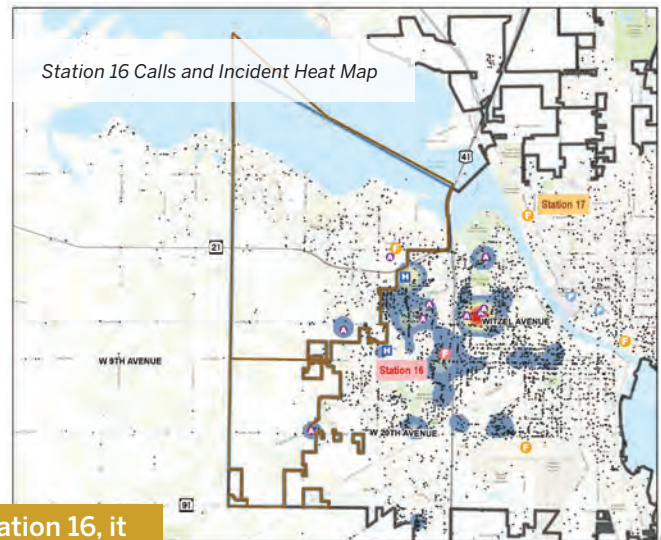 Station 16 Calls and Incident Heat Map
41
F
Station 17
F
A
A
21
H
A
A
A
A
A
WITZEL AVENUE
F
F
F
W 9TH AVENUE
H
F
Station 16
A
W 20TH AVENUE
F
91
ation 16, it